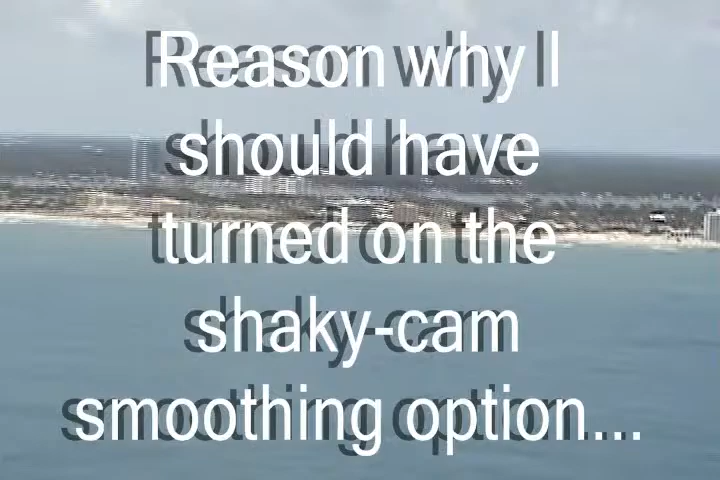 Reason why I
should have
turned on the
shaky-cam
smoothing option...